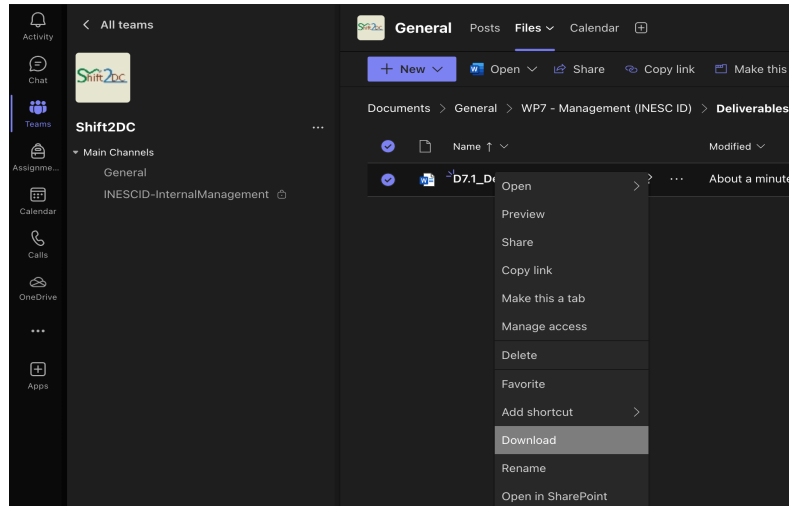 Activity
Chat
Teams
Assignme...
Calendar
Calls
OneDrive
Apps
All teams
Shift2DC
Shift2DC
Main Channels
General
INESCID-InternalManagement
Shift2DC
General Posts Files Calendar
New Open Share Copy link Make this
Documents > General > WP7 - Management (INESC ID) > Deliverables
Name ↑ Modified
D7.1_De ... About a minute
Open
Preview
Share
Copy link
Make this a tab
Manage access
Delete
Favorite
Add shortcut
Download
Rename
Open in SharePoint